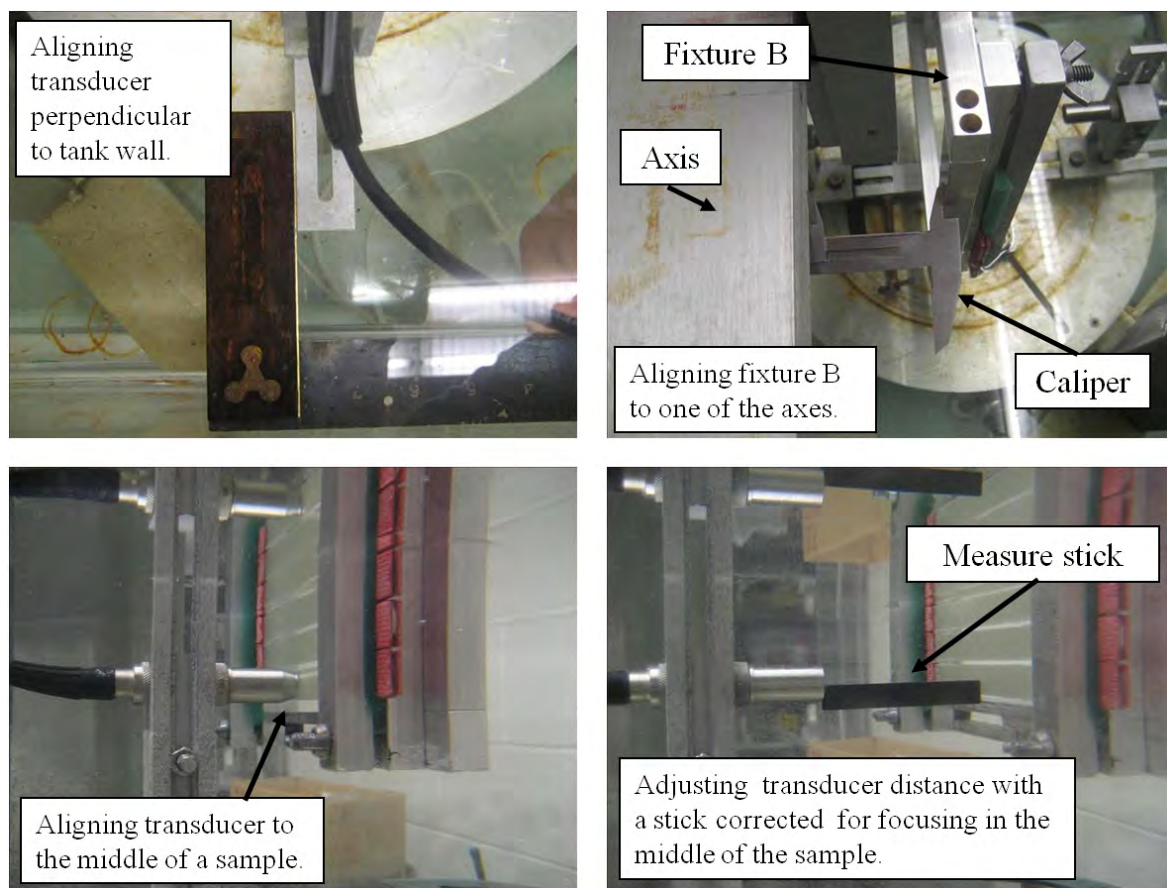 Aligning
transducer
perpendicular
to tank wall.
Fixture B
Axis
Aligning fixture B
to one of the axes.
Caliper
Aligning transducer to
the middle of a sample.
Measure stick
Adjusting transducer distance with
a stick corrected for focusing in the
middle of the sample.